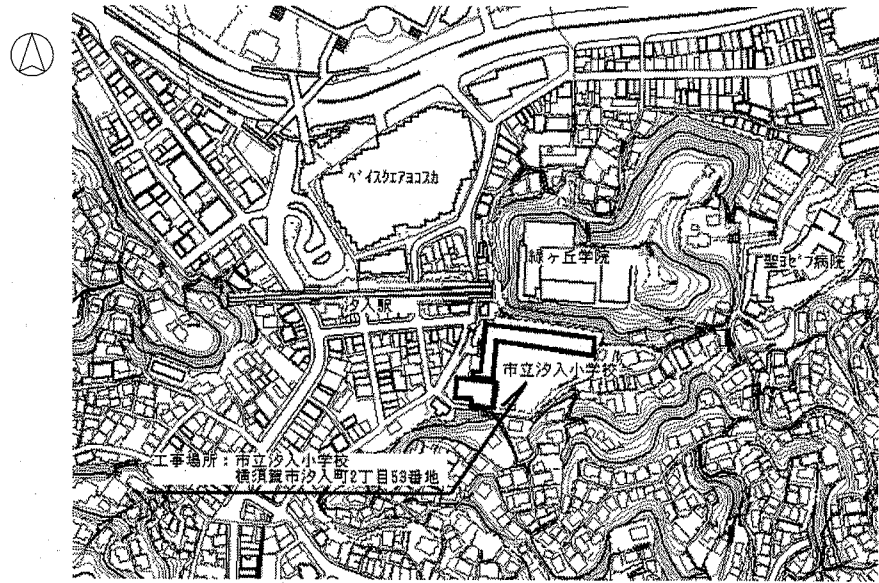 ベイスクエアヨコスカ
緑ヶ丘学院
聖ヨゼフ病院
汐入駅
市立汐入小学校
工事場所：市立汐入小学校
横須賀市汐入町2丁目53番地